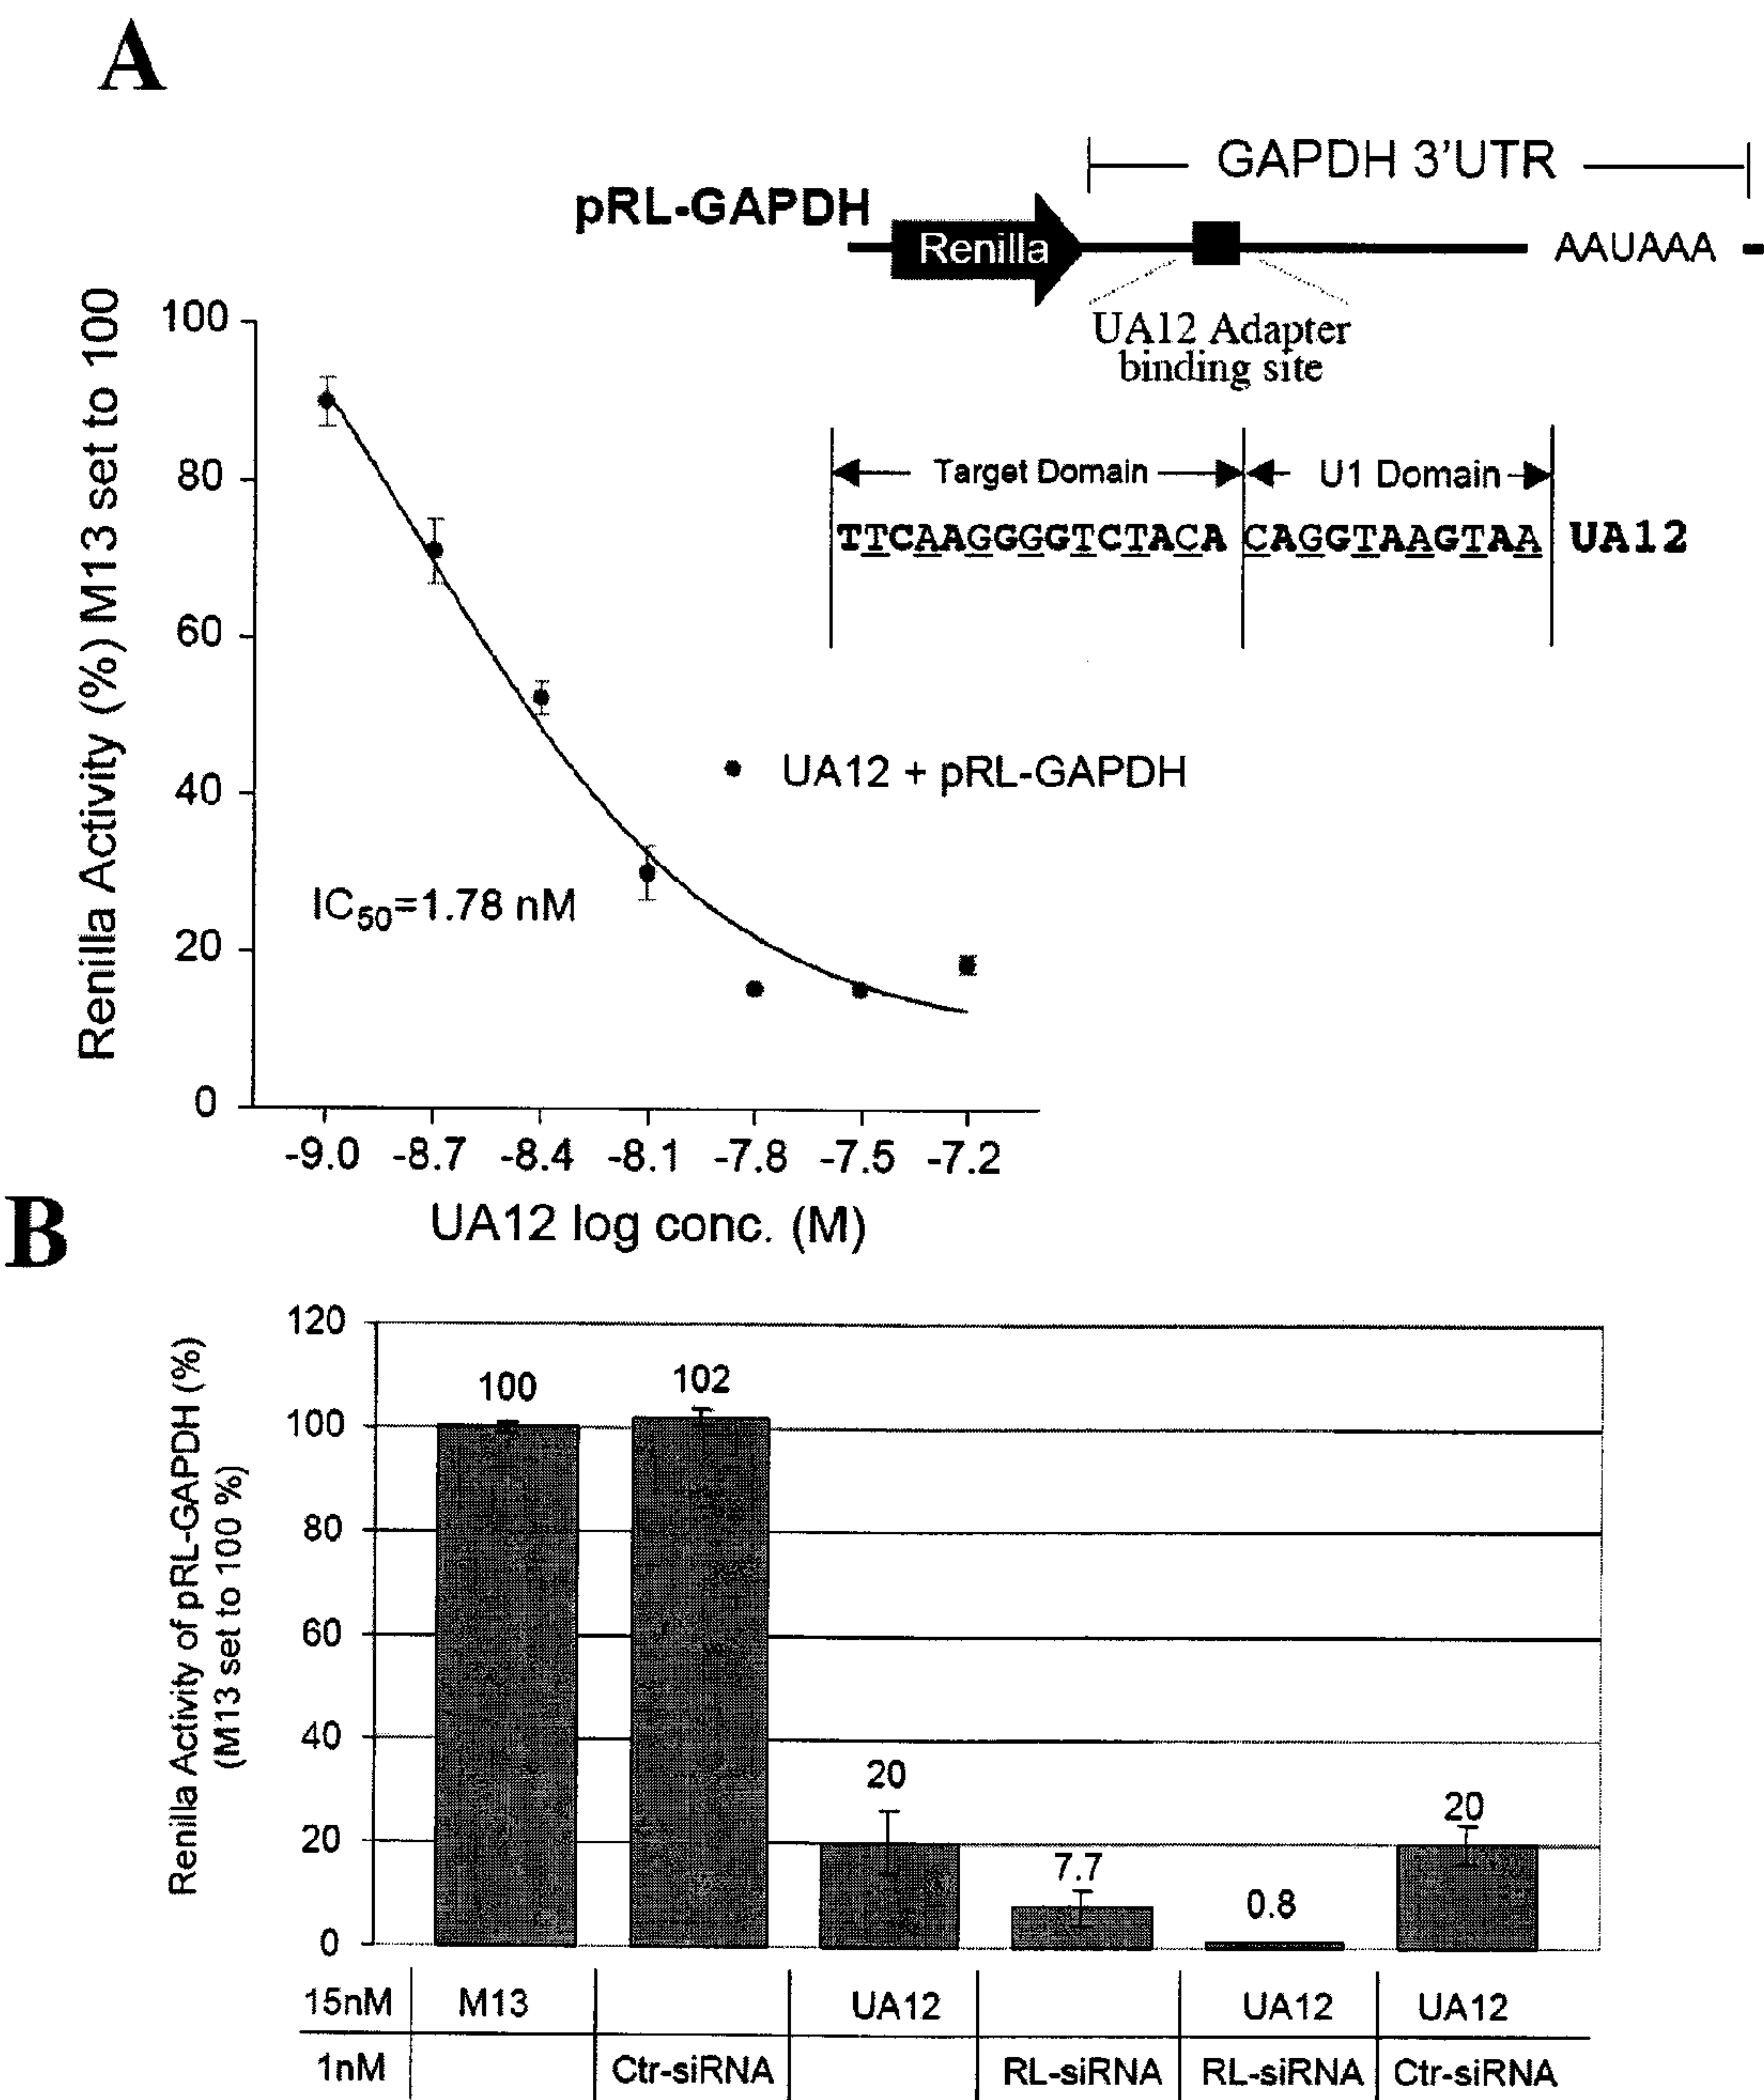 A
GAPDH 3'UTR
pRL-GAPDH
Renilla
AAUAAA
UA12 Adapter
binding site
Target Domain
U1 Domain
TTCAAGGGGTCTACA CAGGTAAGTAA UA12
Renilla Activity (%) M13 set to 100
100
80
60
40
20
0
UA12 + pRL-GAPDH
IC50=1.78 nM
-9.0 -8.7 -8.4 -8.1 -7.8 -7.5 -7.2
UA12 log conc. (M)
B
Renilla Activity of pRL-GAPDH (%)
(M13 set to 100 %)
120
100
80
60
40
20
0
100
102
20
7.7
0.8
20
15nM M13 UA12 UA12 UA12
1nM Ctr-siRNA RL-siRNA RL-siRNA Ctr-siRNA